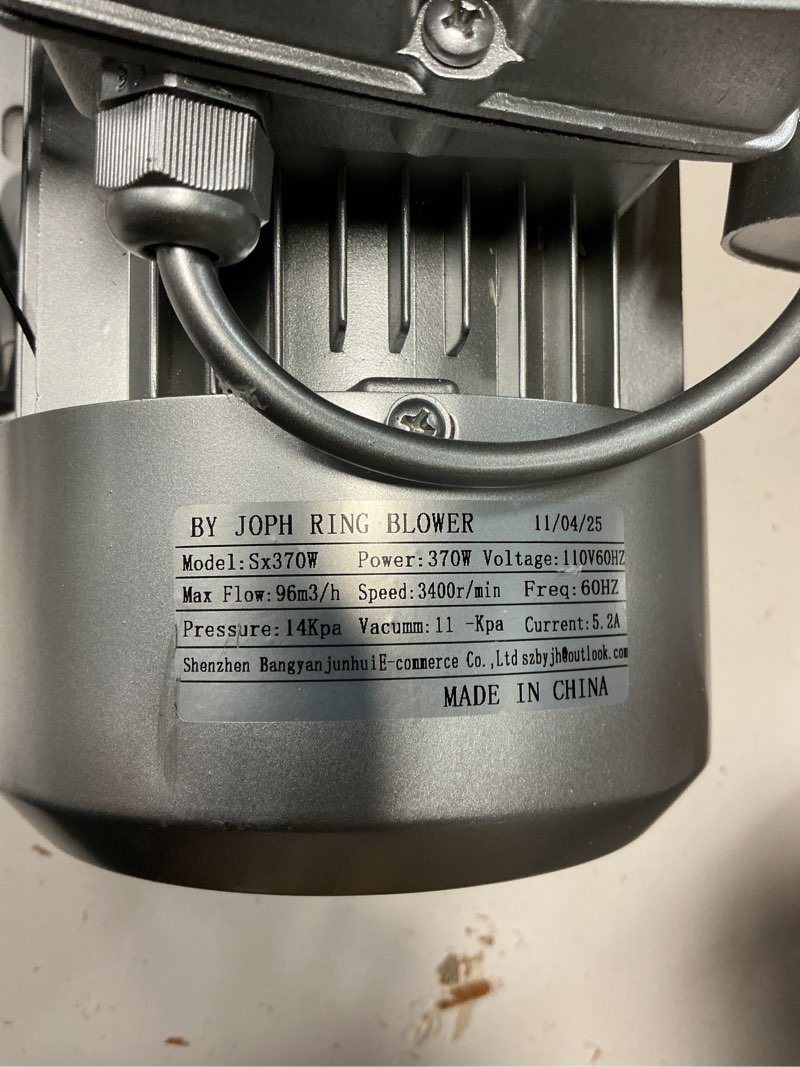 BY JOPH RING BLOWER 11/04/25
Model:Sx370W Power:370W Voltage:110V60HZ
Max Flow:96m3/h Speed:3400r/min Freq:60HZ
Pressure:14Kpa Vacumm:11 -Kpa Current:5.2A
Shenzhen BangyanjunhuiE-commerce Co.,Ltd szbyjh@outlook.com
MADE IN CHINA